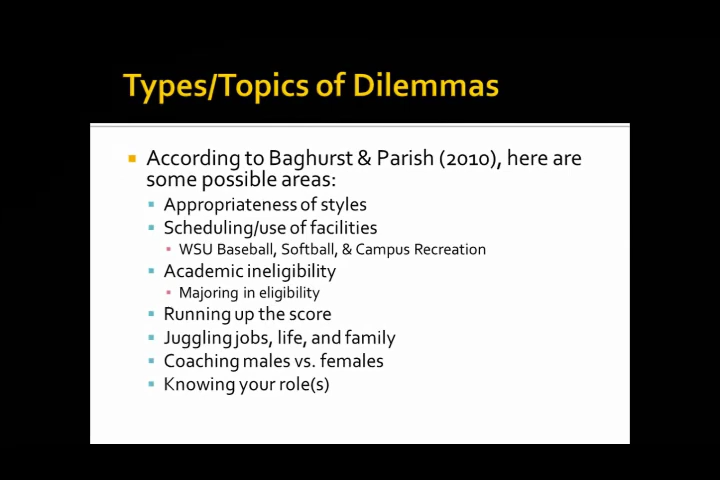 Types/Topics of Dilemmas
According to Baghurst & Parish (2010), here are
some possible areas:
Appropriateness of styles
Scheduling/use of facilities
WSU Baseball, Softball, & Campus Recreation
Academic ineligibility
Majoring in eligibility
Running up the score
Juggling jobs, life, and family
Coaching males vs. females
Knowing your role(s)